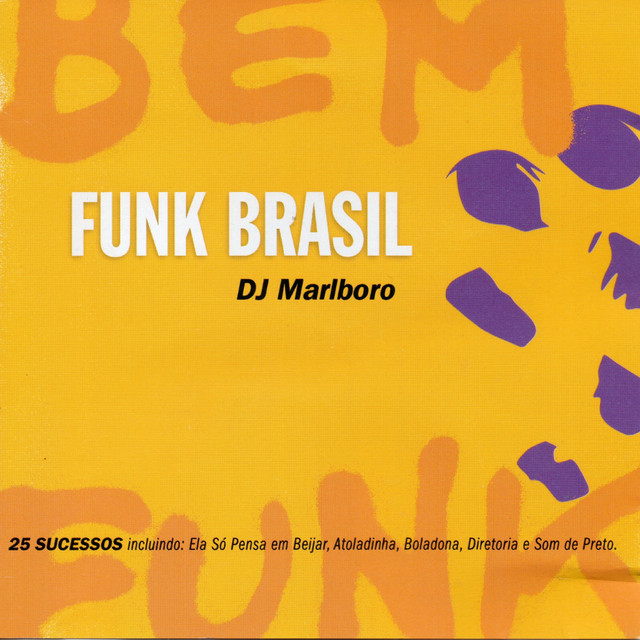 BEM
FUNK BRASIL
DJ Marlboro
FUNK
25 SUCESSOS incluindo: Ela Só Pensa em Beijar, Atoladinha, Boladona, Diretoria e Som de Preto.